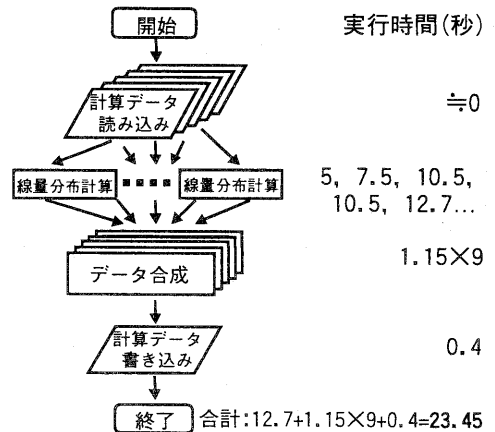 開始
実行時間(秒)
計算データ
読み込み
≒0
線量分布計算
線量分布計算
5, 7.5, 10.5,
10.5, 12.7...
データ合成
1.15×9
計算データ
書き込み
0.4
終了
合計:12.7+1.15×9+0.4=23.45